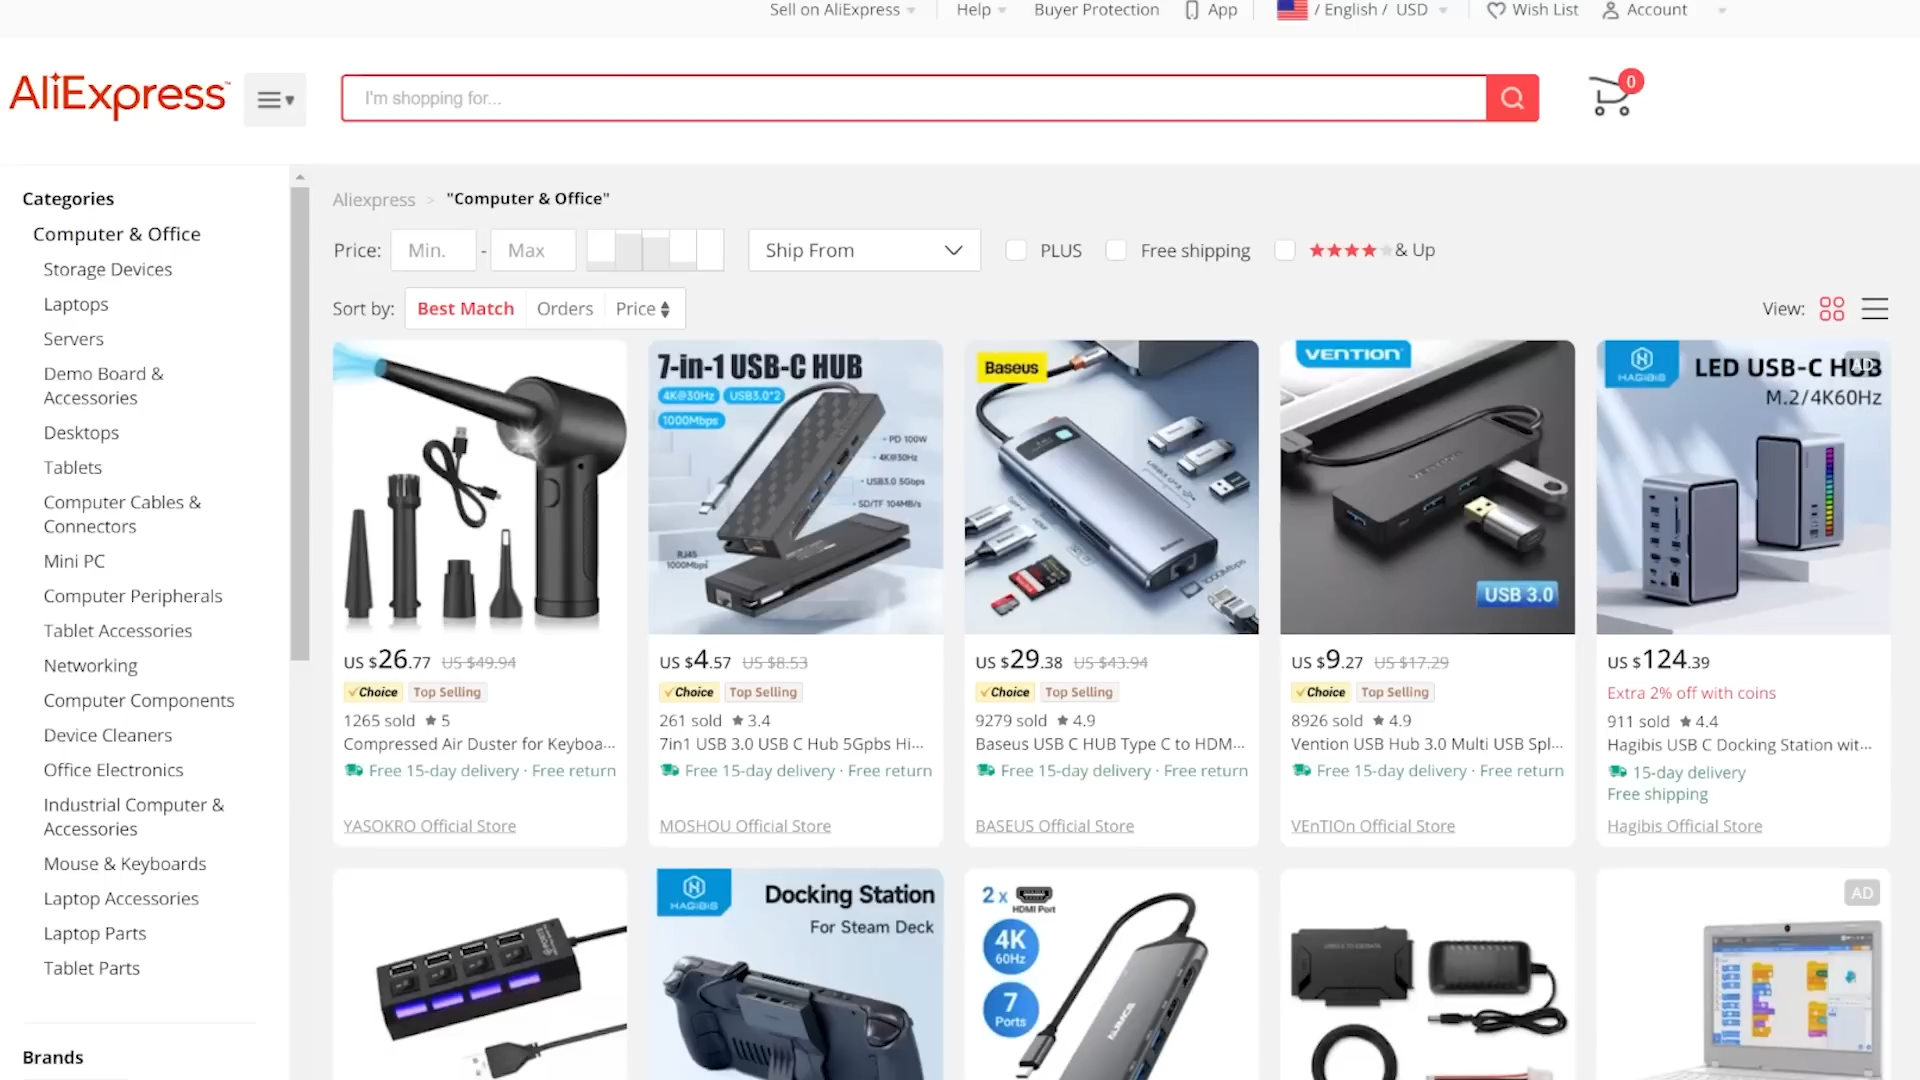 Sell on AliExpress
Help
Buyer Protection
App
/ English / USD
Wish List
Account
AliExpress
I'm shopping for...
0
Categories
Computer & Office
Storage Devices
Laptops
Servers
Demo Board &
Accessories
Desktops
Tablets
Computer Cables &
Connectors
Mini PC
Computer Peripherals
Tablet Accessories
Networking
Computer Components
Device Cleaners
Office Electronics
Industrial Computer &
Accessories
Mouse & Keyboards
Laptop Accessories
Laptop Parts
Tablet Parts
Brands
Aliexpress > "Computer & Office"
Price: Min. - Max
Ship From
PLUS
Free shipping
& Up
Sort by: Best Match Orders Price
View:
US $26.77 US $49.94
Choice Top Selling
1265 sold ★ 5
Compressed Air Duster for Keyboa...
Free 15-day delivery · Free return
YASOKRO Official Store
7-in-1 USB-C HUB
4K@30Hz USB3.0*2
1000Mbps
PD 100W
4K@30Hz
USB3.0 5Gbps
SD/TF 104MB/s
RJ45
1000Mbps
US $4.57 US $8.53
Choice Top Selling
261 sold ★ 3.4
7in1 USB 3.0 USB C Hub 5Gpbs Hi...
Free 15-day delivery · Free return
MOSHOU Official Store
Baseus
1000Mbps
US $29.38 US $43.94
Choice Top Selling
9279 sold ★ 4.9
Baseus USB C HUB Type C to HDM...
Free 15-day delivery · Free return
BASEUS Official Store
VENTION
USB 3.0
US $9.27 US $17.29
Choice Top Selling
8926 sold ★ 4.9
Vention USB Hub 3.0 Multi USB Spl...
Free 15-day delivery · Free return
VEnTIOn Official Store
HAGIBIS
AD
LED USB-C HUB
M.2/4K60Hz
US $124.39
Extra 2% off with coins
911 sold ★ 4.4
Hagibis USB C Docking Station wit...
15-day delivery
Free shipping
Hagibis Official Store
HAGIBIS
Docking Station
For Steam Deck
2 x HDMI Port
4K
60Hz
7
Ports
AD